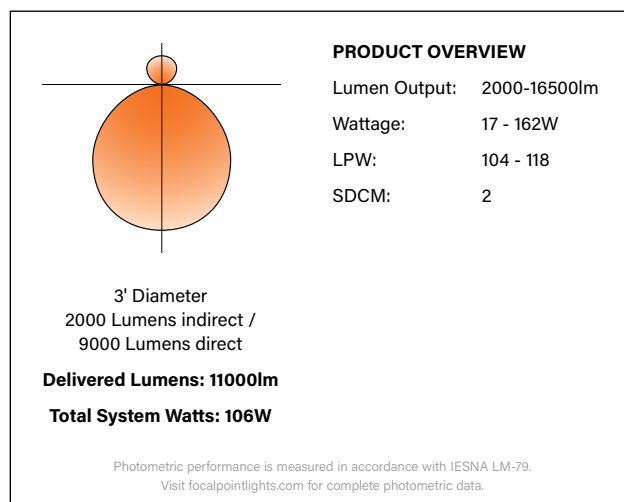 PRODUCT OVERVIEW
Lumen Output: 2000-16500lm
Wattage: 17 - 162W
LPW: 104 - 118
SDCM: 2
3' Diameter
2000 Lumens indirect /
9000 Lumens direct
Delivered Lumens: 11000lm
Total System Watts: 106W
Photometric performance is measured in accordance with IESNA LM-79.
Visit focalpointlights.com for complete photometric data.